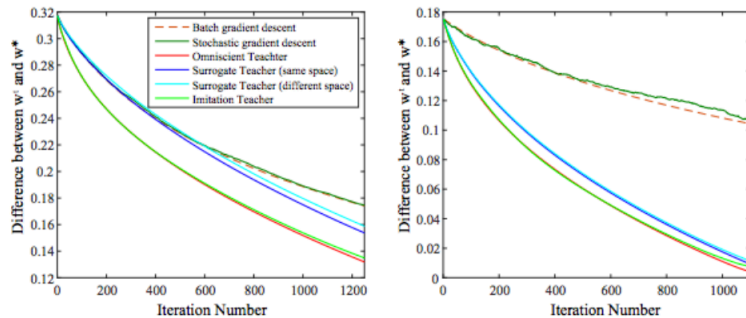 0.32
0.3
0.28
0.26
0.24
0.22
0.2
0.18
0.16
0.14
0.12
Difference between wᵗ and w*
0 200 400 600 800 1000 1200
Iteration Number
Batch gradient descent
Stochastic gradient descent
Omniscient Teachter
Surrogate Teacher (same space)
Surrogate Teacher (different space)
Imitation Teacher
0.18
0.16
0.14
0.12
0.1
0.08
0.06
0.04
0.02
0
Difference between wᵗ and w*
0 200 400 600 800 1000
Iteration Number